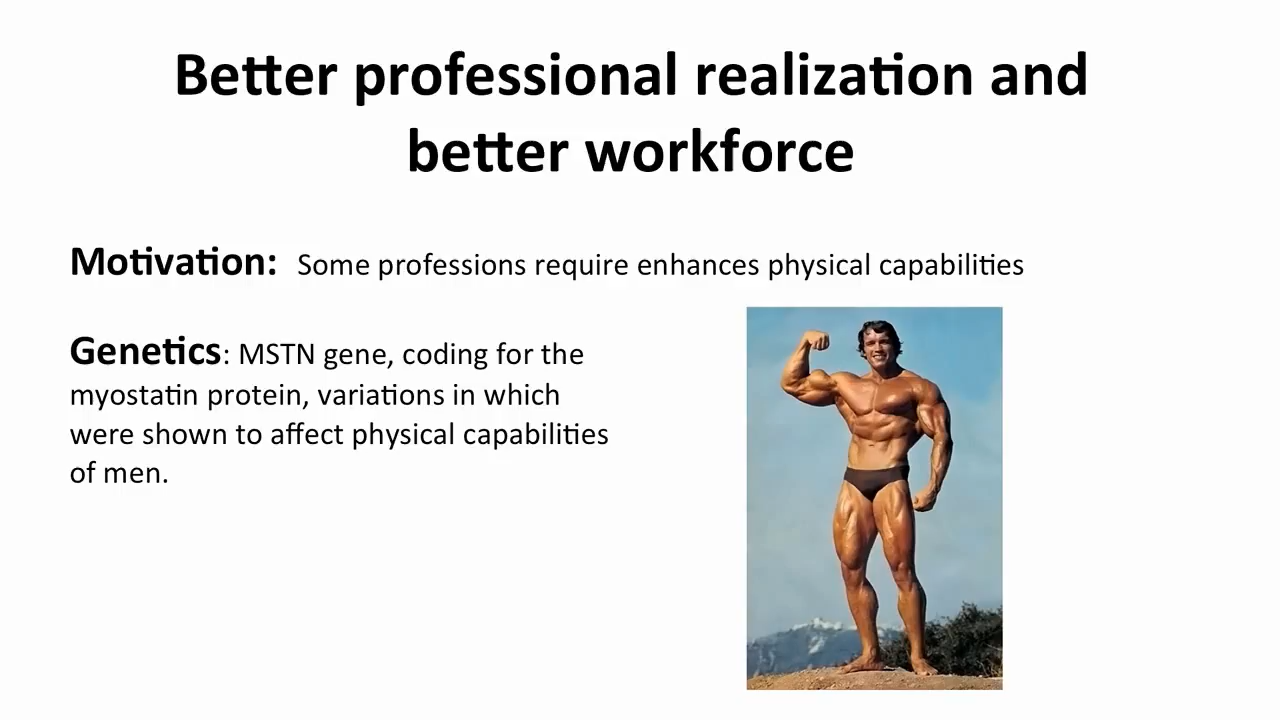 Better professional realization and
better workforce
Motivation: Some professions require enhances physical capabilities
Genetics: MSTN gene, coding for the
myostatin protein, variations in which
were shown to affect physical capabilities
of men.